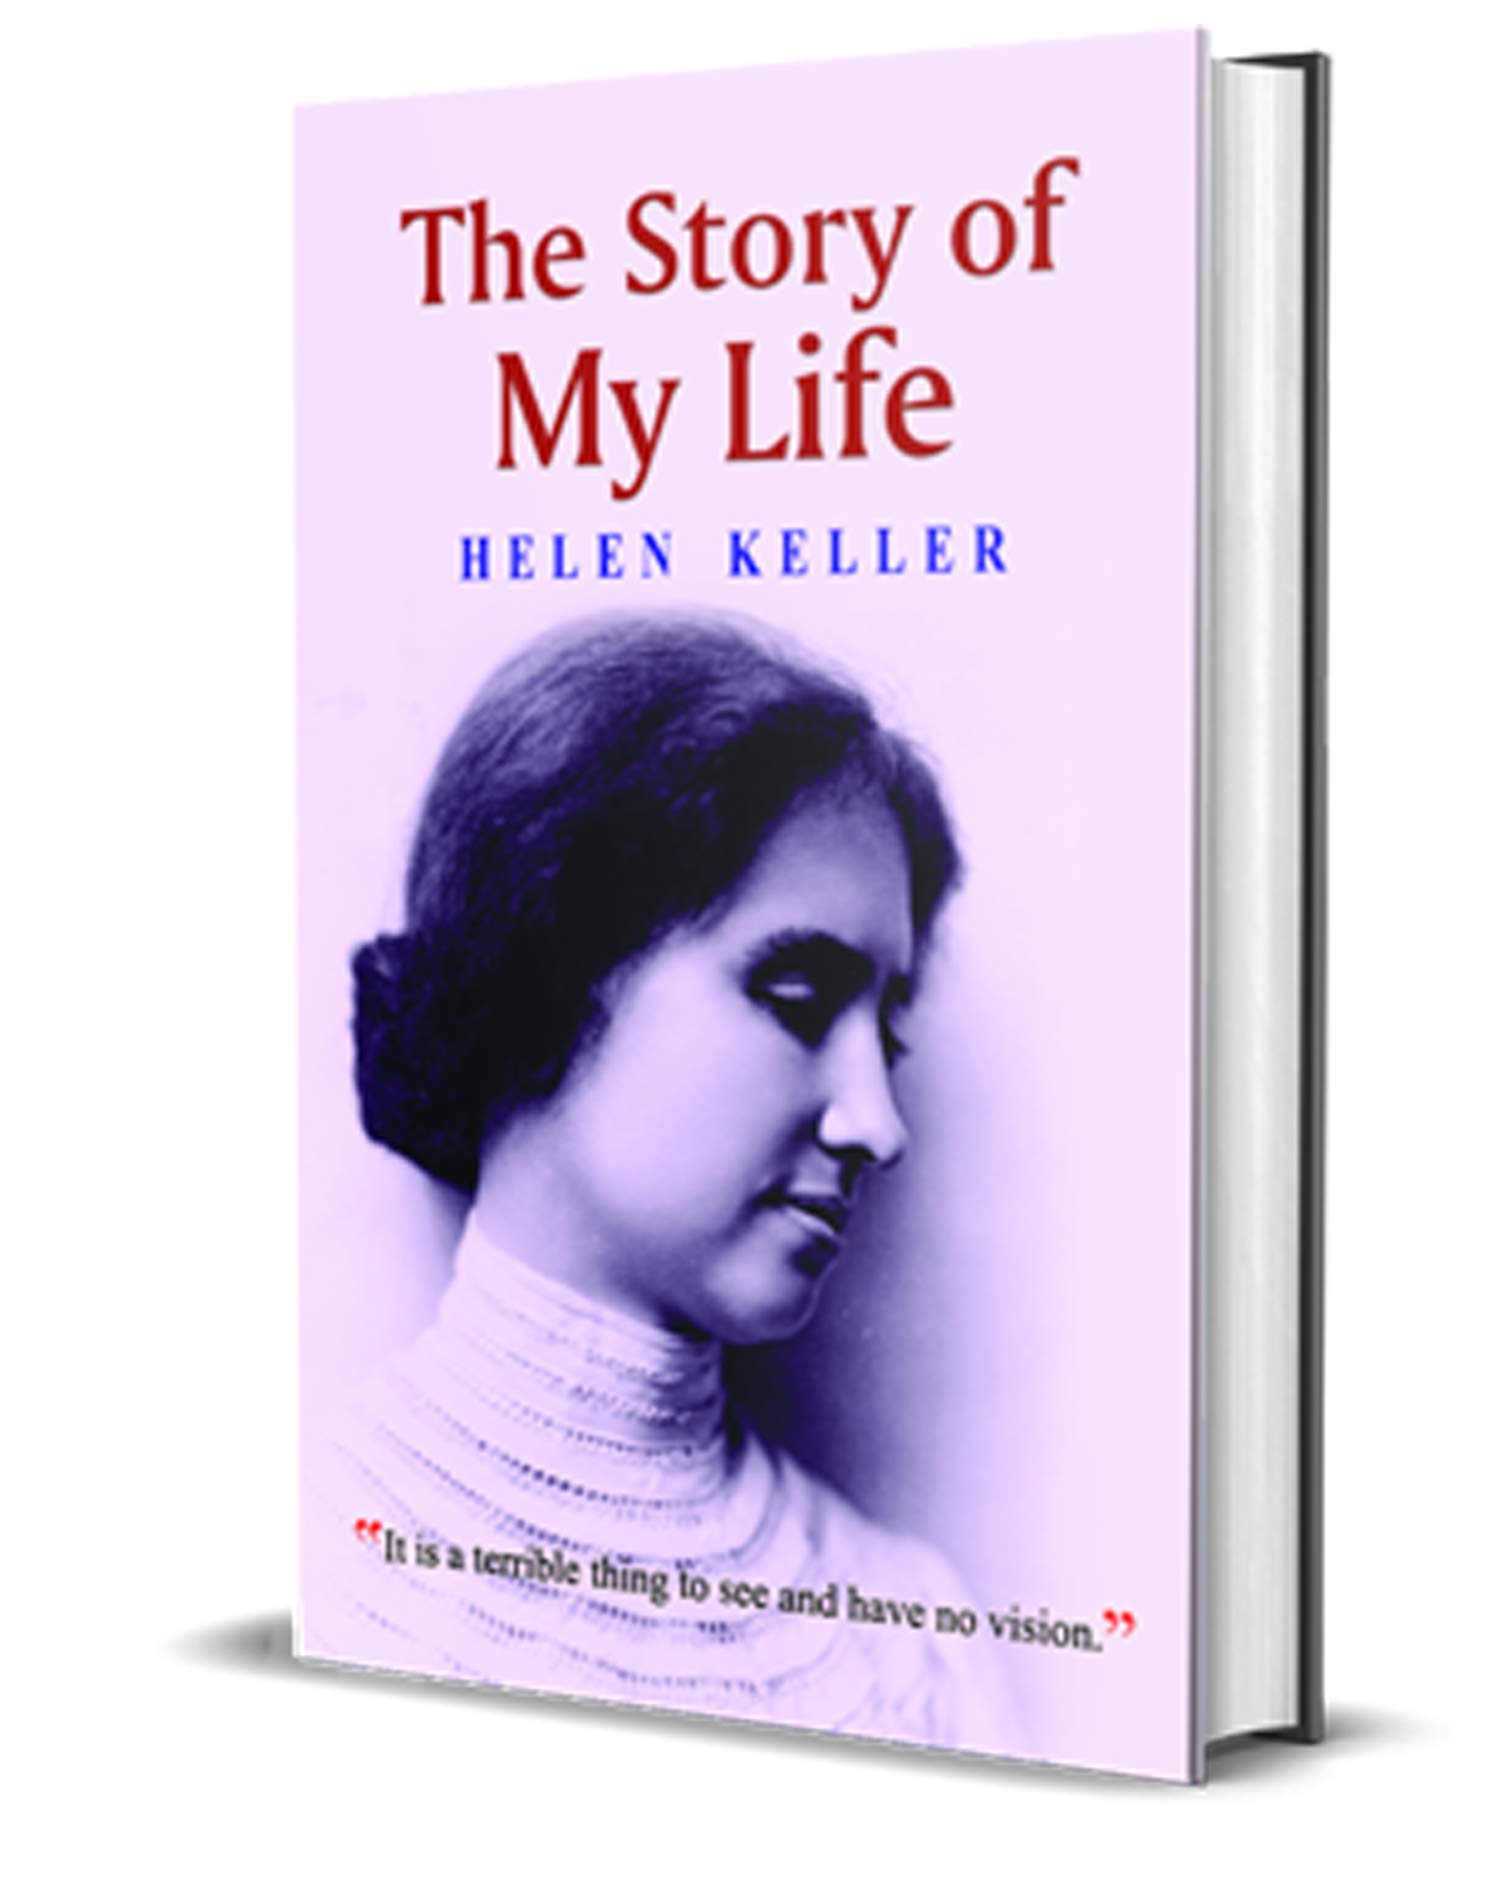 The Story of
My Life
HELEN KELLER
“It is a terrible thing to see and have no vision.”